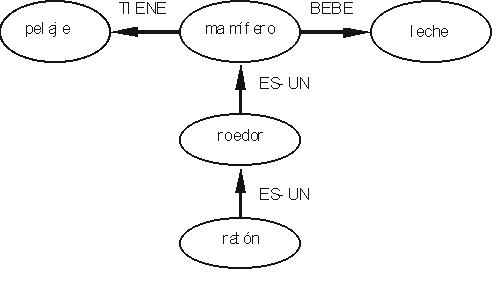 TIENE BEBE
pelaje mamífero leche
ES-UN
roedor
ES-UN
ratón